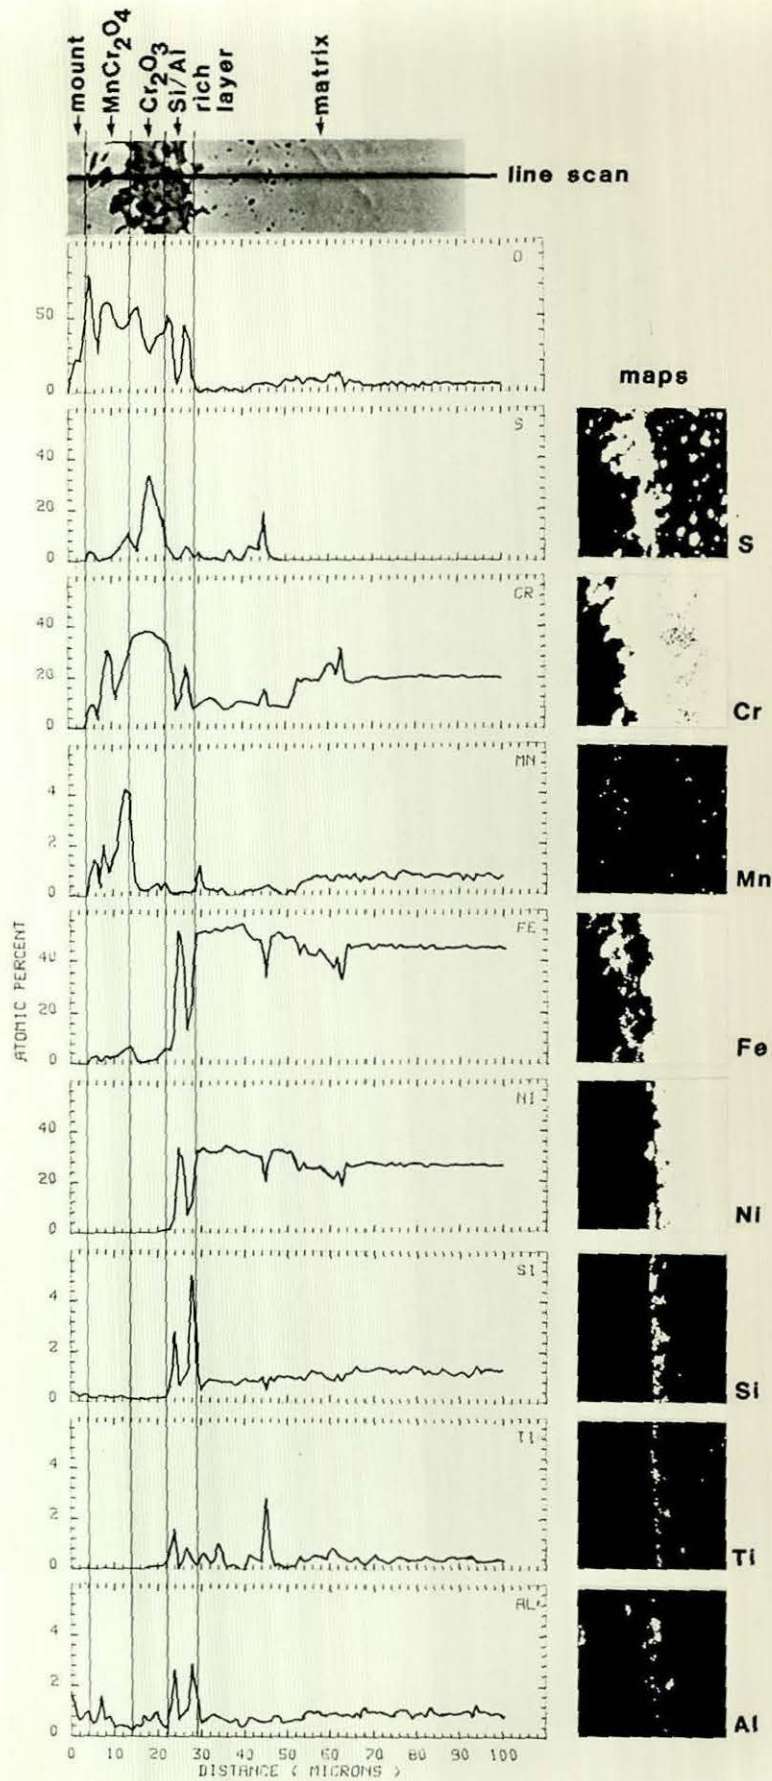 mount
MnCr2O4
Cr2O3
Si/Al
rich
layer
matrix
line scan
O
50
0
maps
S
40
20
0
S
CR
40
20
0
Cr
MN
4
2
0
Mn
FE
40
20
0
Fe
NI
40
20
0
Ni
SI
4
2
0
Si
TI
4
2
0
Ti
AL
4
2
0
Al
ATOMIC PERCENT
0 10 20 30 40 50 60 70 80 90 100
DISTANCE ( MICRONS )